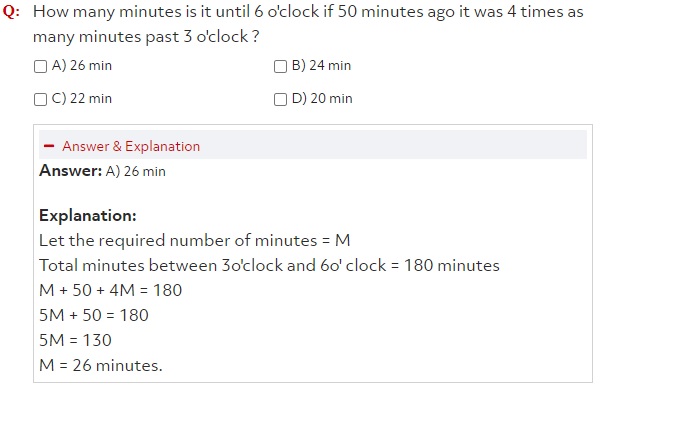 Q: How many minutes is it until 6 o'clock if 50 minutes ago it was 4 times as
many minutes past 3 o'clock ?
A) 26 min
B) 24 min
C) 22 min
D) 20 min
Answer & Explanation
Answer: A) 26 min
Explanation:
Let the required number of minutes = M
Total minutes between 3o'clock and 6o' clock = 180 minutes
M + 50 + 4M = 180
5M + 50 = 180
5M = 130
M = 26 minutes.